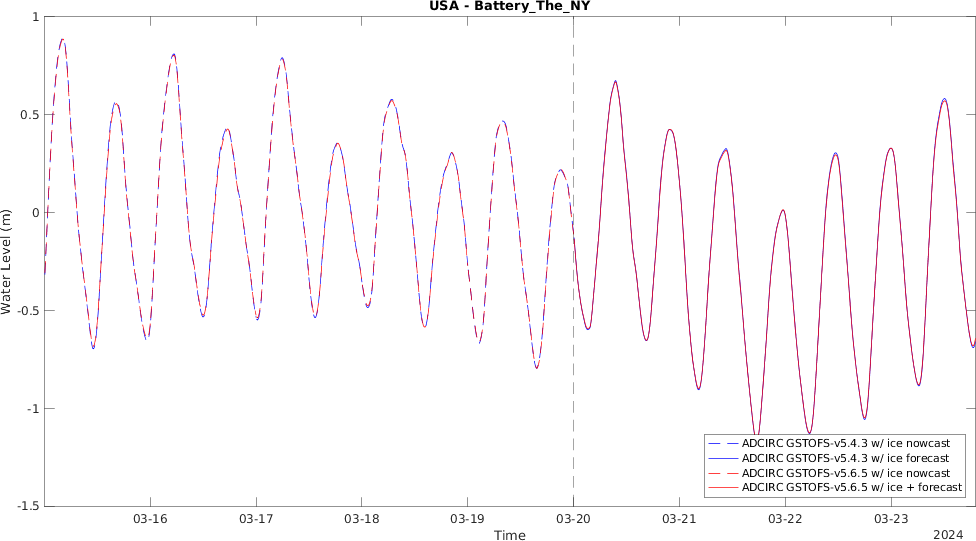 USA - Battery_The_NY
1
0.5
0
-0.5
-1
-1.5
Water Level (m)
03-16 03-17 03-18 03-19 03-20 03-21 03-22 03-23
Time
2024
ADCIRC GSTOFS-v5.4.3 w/ ice nowcast
ADCIRC GSTOFS-v5.4.3 w/ ice forecast
ADCIRC GSTOFS-v5.6.5 w/ ice nowcast
ADCIRC GSTOFS-v5.6.5 w/ ice + forecast